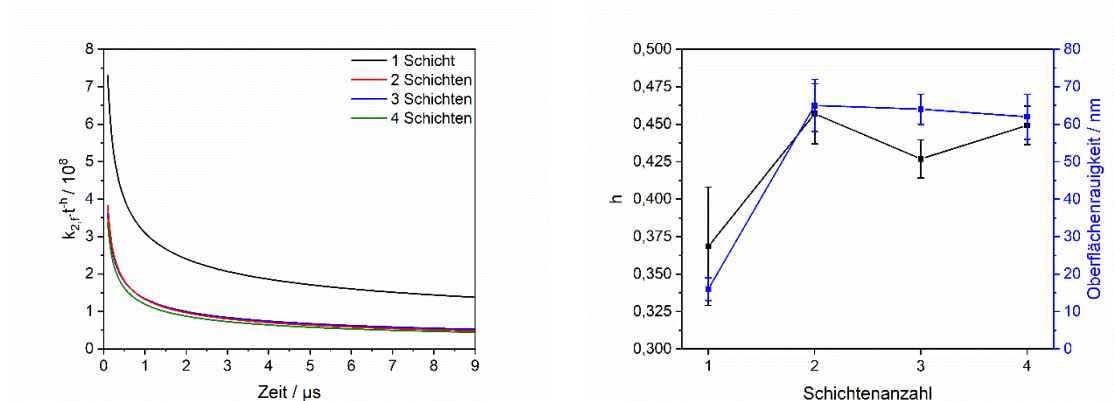 8
7
6
5
4
3
2
1
0
k2,f·t-h / 108
1 Schicht
2 Schichten
3 Schichten
4 Schichten
0 1 2 3 4 5 6 7 8 9
Zeit / µs
0,500
0,475
0,450
0,425
0,400
0,375
0,350
0,325
0,300
h
80
70
60
50
40
30
20
10
0
Oberflächenrauigkeit / nm
1 2 3 4
Schichtenanzahl